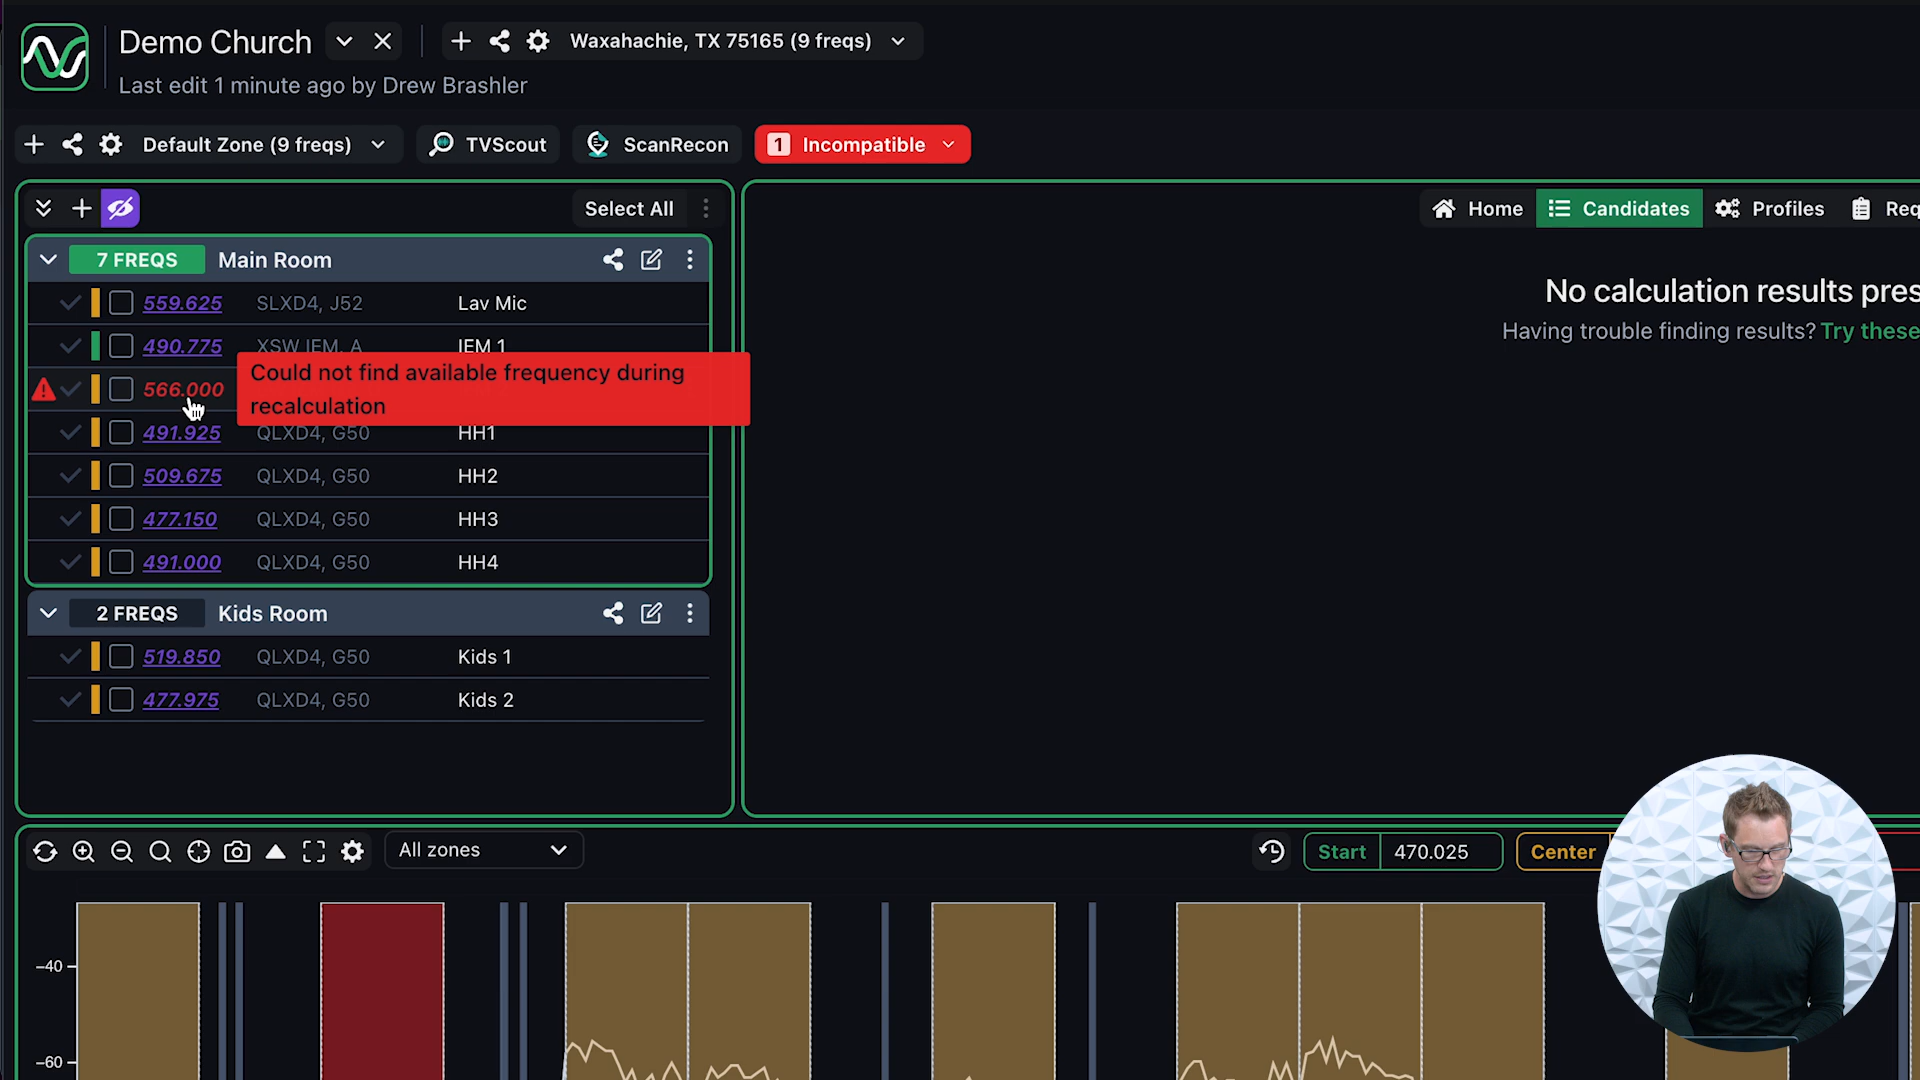 Demo Church
Waxahachie, TX 75165 (9 freqs)
Last edit 1 minute ago by Drew Brashler
Default Zone (9 freqs)
TVScout
ScanRecon
1 Incompatible
Select All
Home
Candidates
Profiles
Req
7 FREQS Main Room
559.625 SLXD4, J52 Lav Mic
490.775 XSW IEM, A IEM 1
566.000
Could not find available frequency during
recalculation
491.925 QLXD4, G50 HH1
509.675 QLXD4, G50 HH2
477.150 QLXD4, G50 HH3
491.000 QLXD4, G50 HH4
2 FREQS Kids Room
519.850 QLXD4, G50 Kids 1
477.975 QLXD4, G50 Kids 2
No calculation results pres
Having trouble finding results? Try these
All zones
Start 470.025
Center
-40
-60